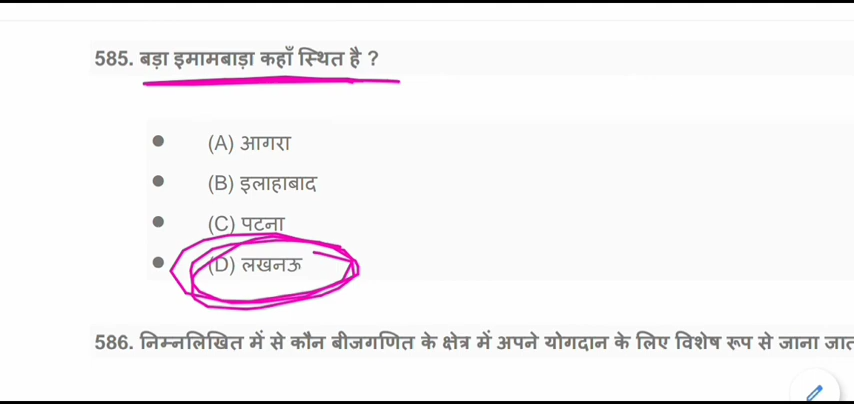 585. बड़ा इमामबाड़ा कहाँ स्थित है ?
(A) आगरा
(B) इलाहाबाद
(C) पटना
(D) लखनऊ
586. निम्नलिखित में से कौन बीजगणित के क्षेत्र में अपने योगदान के लिए विशेष रूप से जाना